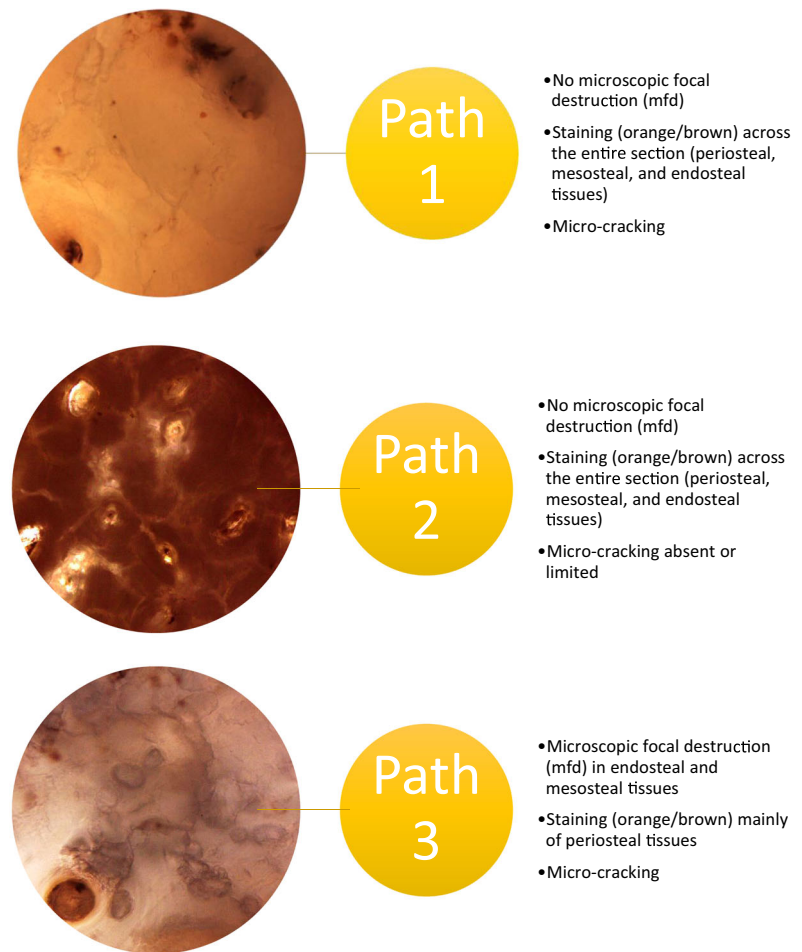 Path
1
•No microscopic focal
destruction (mfd)
•Staining (orange/brown) across
the entire section (periosteal,
mesosteal, and endosteal
tissues)
•Micro-cracking
Path
2
•No microscopic focal
destruction (mfd)
•Staining (orange/brown) across
the entire section (periosteal,
mesosteal, and endosteal
tissues)
•Micro-cracking absent or
limited
Path
3
•Microscopic focal destruction
(mfd) in endosteal and
mesosteal tissues
•Staining (orange/brown) mainly
of periosteal tissues
•Micro-cracking